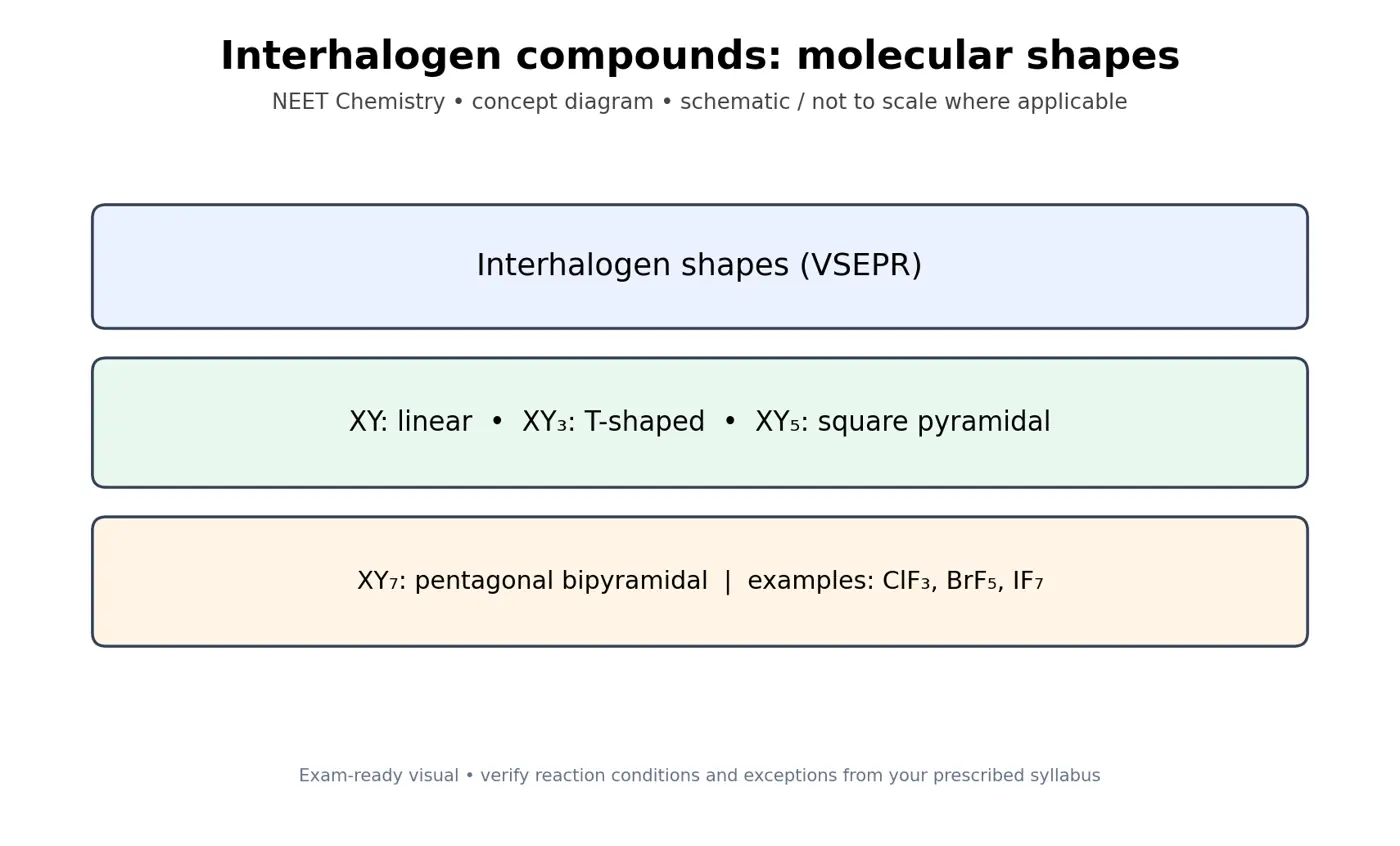 Interhalogen compounds: molecular shapes
NEET Chemistry • concept diagram • schematic / not to scale where applicable
Interhalogen shapes (VSEPR)
XY: linear • XY₃: T-shaped • XY₅: square pyramidal
XY₇: pentagonal bipyramidal | examples: ClF₃, BrF₅, IF₇
Exam-ready visual • verify reaction conditions and exceptions from your prescribed syllabus